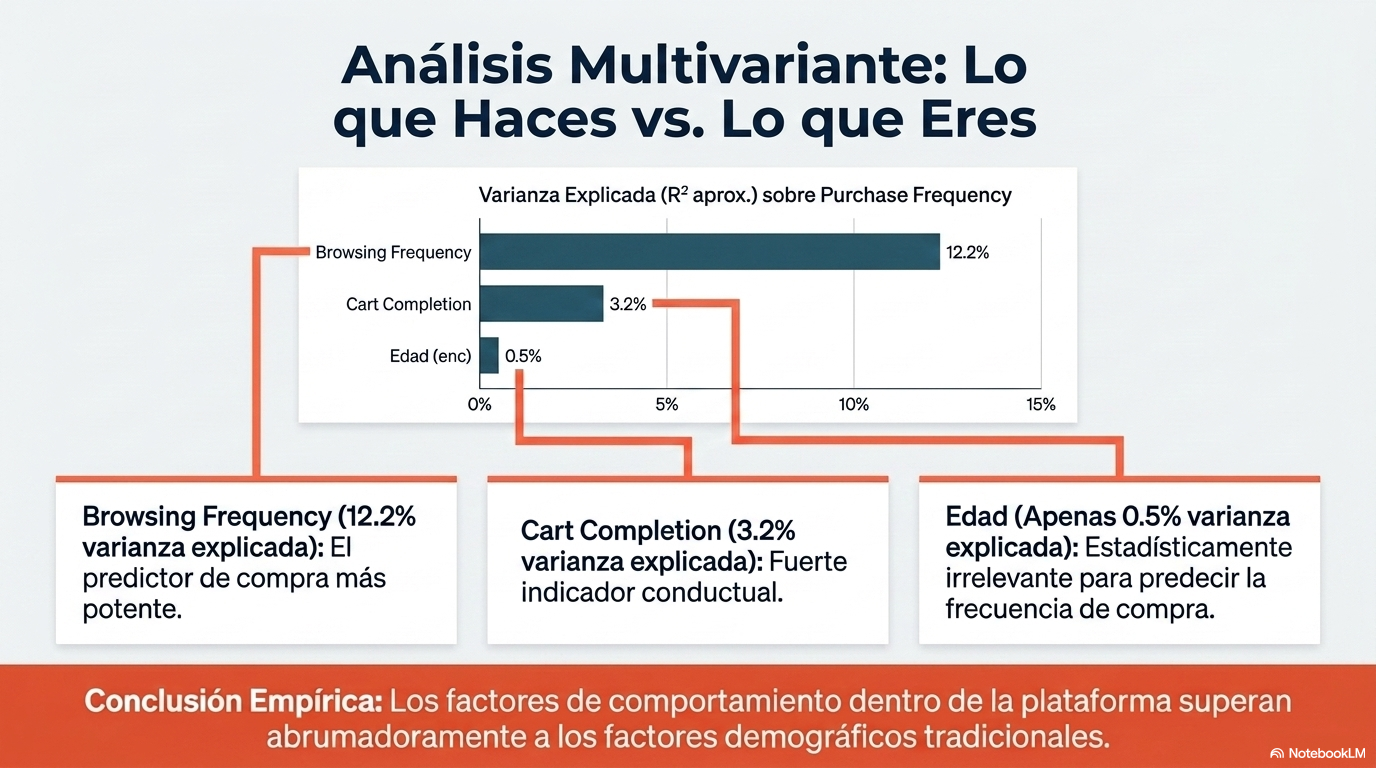 Análisis Multivariante: Lo
que Haces vs. Lo que Eres
Varianza Explicada (R² aprox.) sobre Purchase Frequency
Browsing Frequency
12.2%
Cart Completion
3.2%
Edad (enc)
0.5%
0%
5%
10%
15%
Browsing Frequency (12.2%
varianza explicada): El
predictor de compra más
potente.
Cart Completion (3.2%
varianza explicada): Fuerte
indicador conductual.
Edad (Apenas 0.5% varianza
explicada): Estadísticamente
irrelevante para predecir la
frecuencia de compra.
Conclusión Empírica: Los factores de comportamiento dentro de la plataforma superan
abrumadoramente a los factores demográficos tradicionales.
NotebookLM